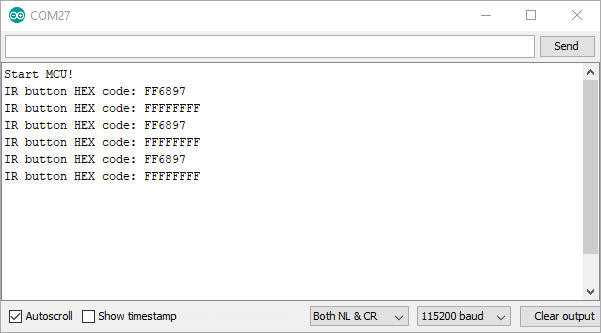 COM27
Send
Start MCU!
IR button HEX code: FF6897
IR button HEX code: FFFFFFFF
IR button HEX code: FF6897
IR button HEX code: FFFFFFFF
IR button HEX code: FF6897
IR button HEX code: FFFFFFFF
Autoscroll Show timestamp Both NL & CR 115200 baud Clear output